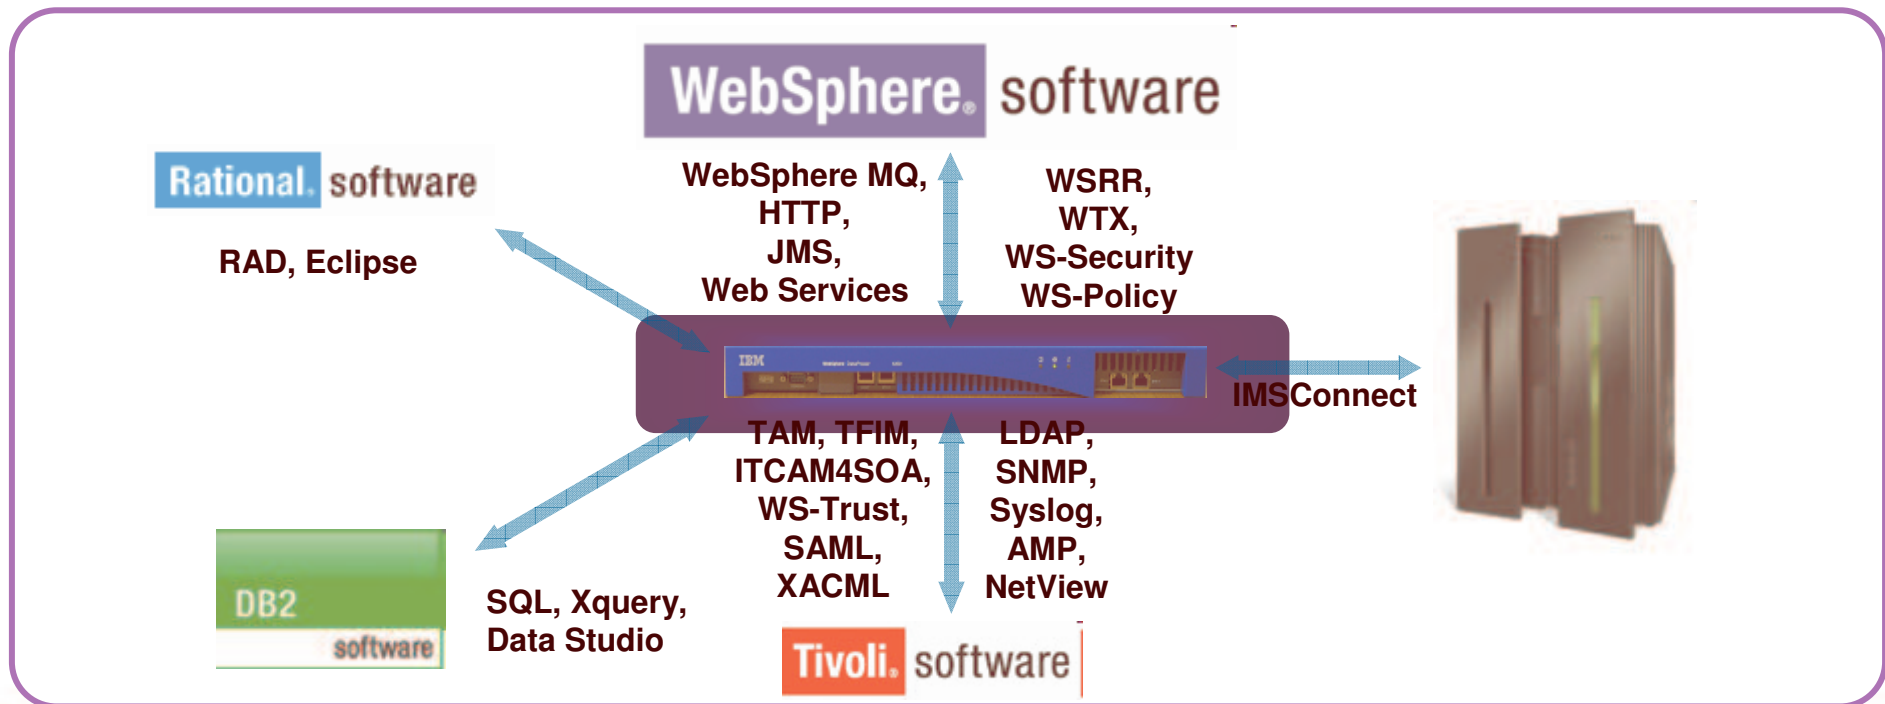 WebSphere® software
Rational® software
RAD, Eclipse
WebSphere MQ,
HTTP,
JMS,
Web Services
WSRR,
WTX,
WS-Security
WS-Policy
IBM
IMSConnect
TAM, TFIM,
ITCAM4SOA,
WS-Trust,
SAML,
XACML
LDAP,
SNMP,
Syslog,
AMP,
NetView
DB2
software
SQL, Xquery,
Data Studio
Tivoli® software